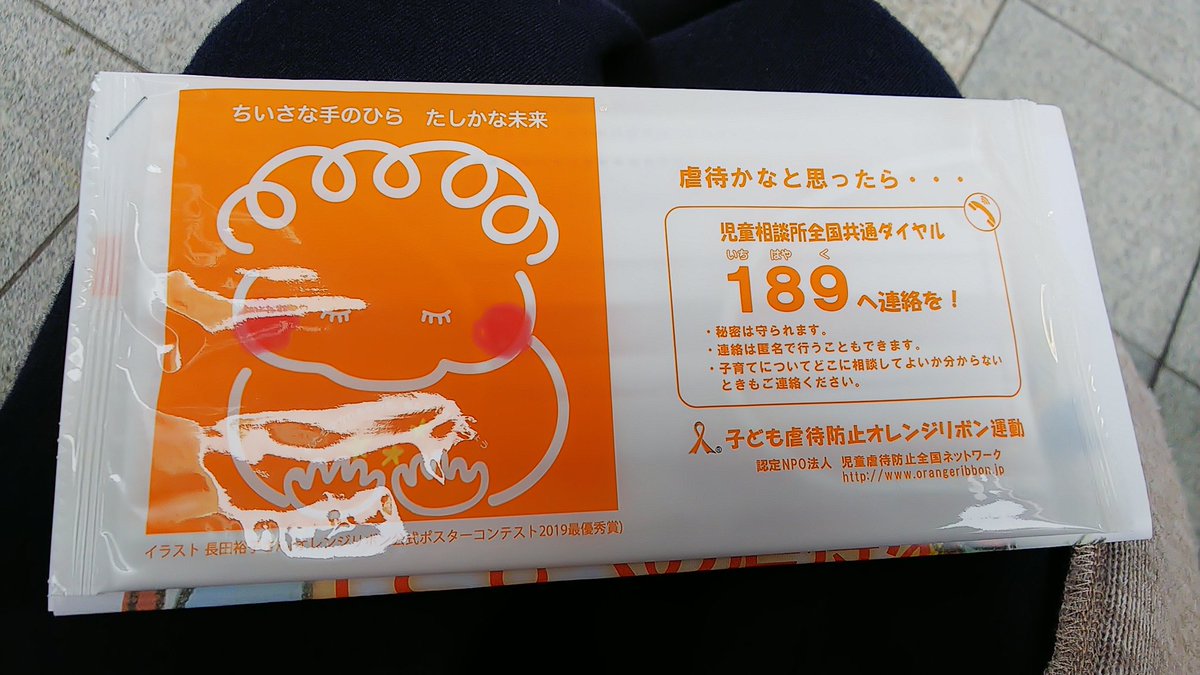 ちいさな手のひら　たしかな未来
虐待かなと思ったら・・・
児童相談所全国共通ダイヤル
いち はや く
189へ連絡を！
・秘密は守られます。
・連絡は匿名で行うこともできます。
・子育てについてどこに相談してよいか分からない
ときもご連絡ください。
子ども虐待防止オレンジリボン運動
認定NPO法人　児童虐待防止全国ネットワーク
http://www.orangeribbon.jp
イラスト 長田裕 レンジリ 公式ポスターコンテスト2019最優秀賞)